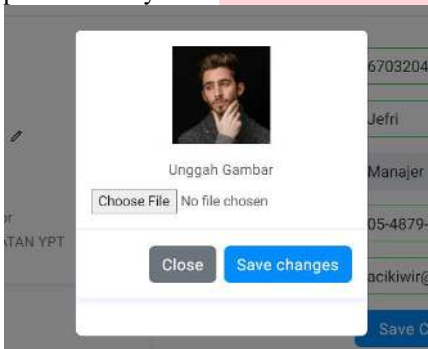 6703204
Jefri
Unggah Gambar
Manajer
Choose File No file chosen
or
05-4879-
ATAN YPT
Close Save changes
acikiwir@
Save C